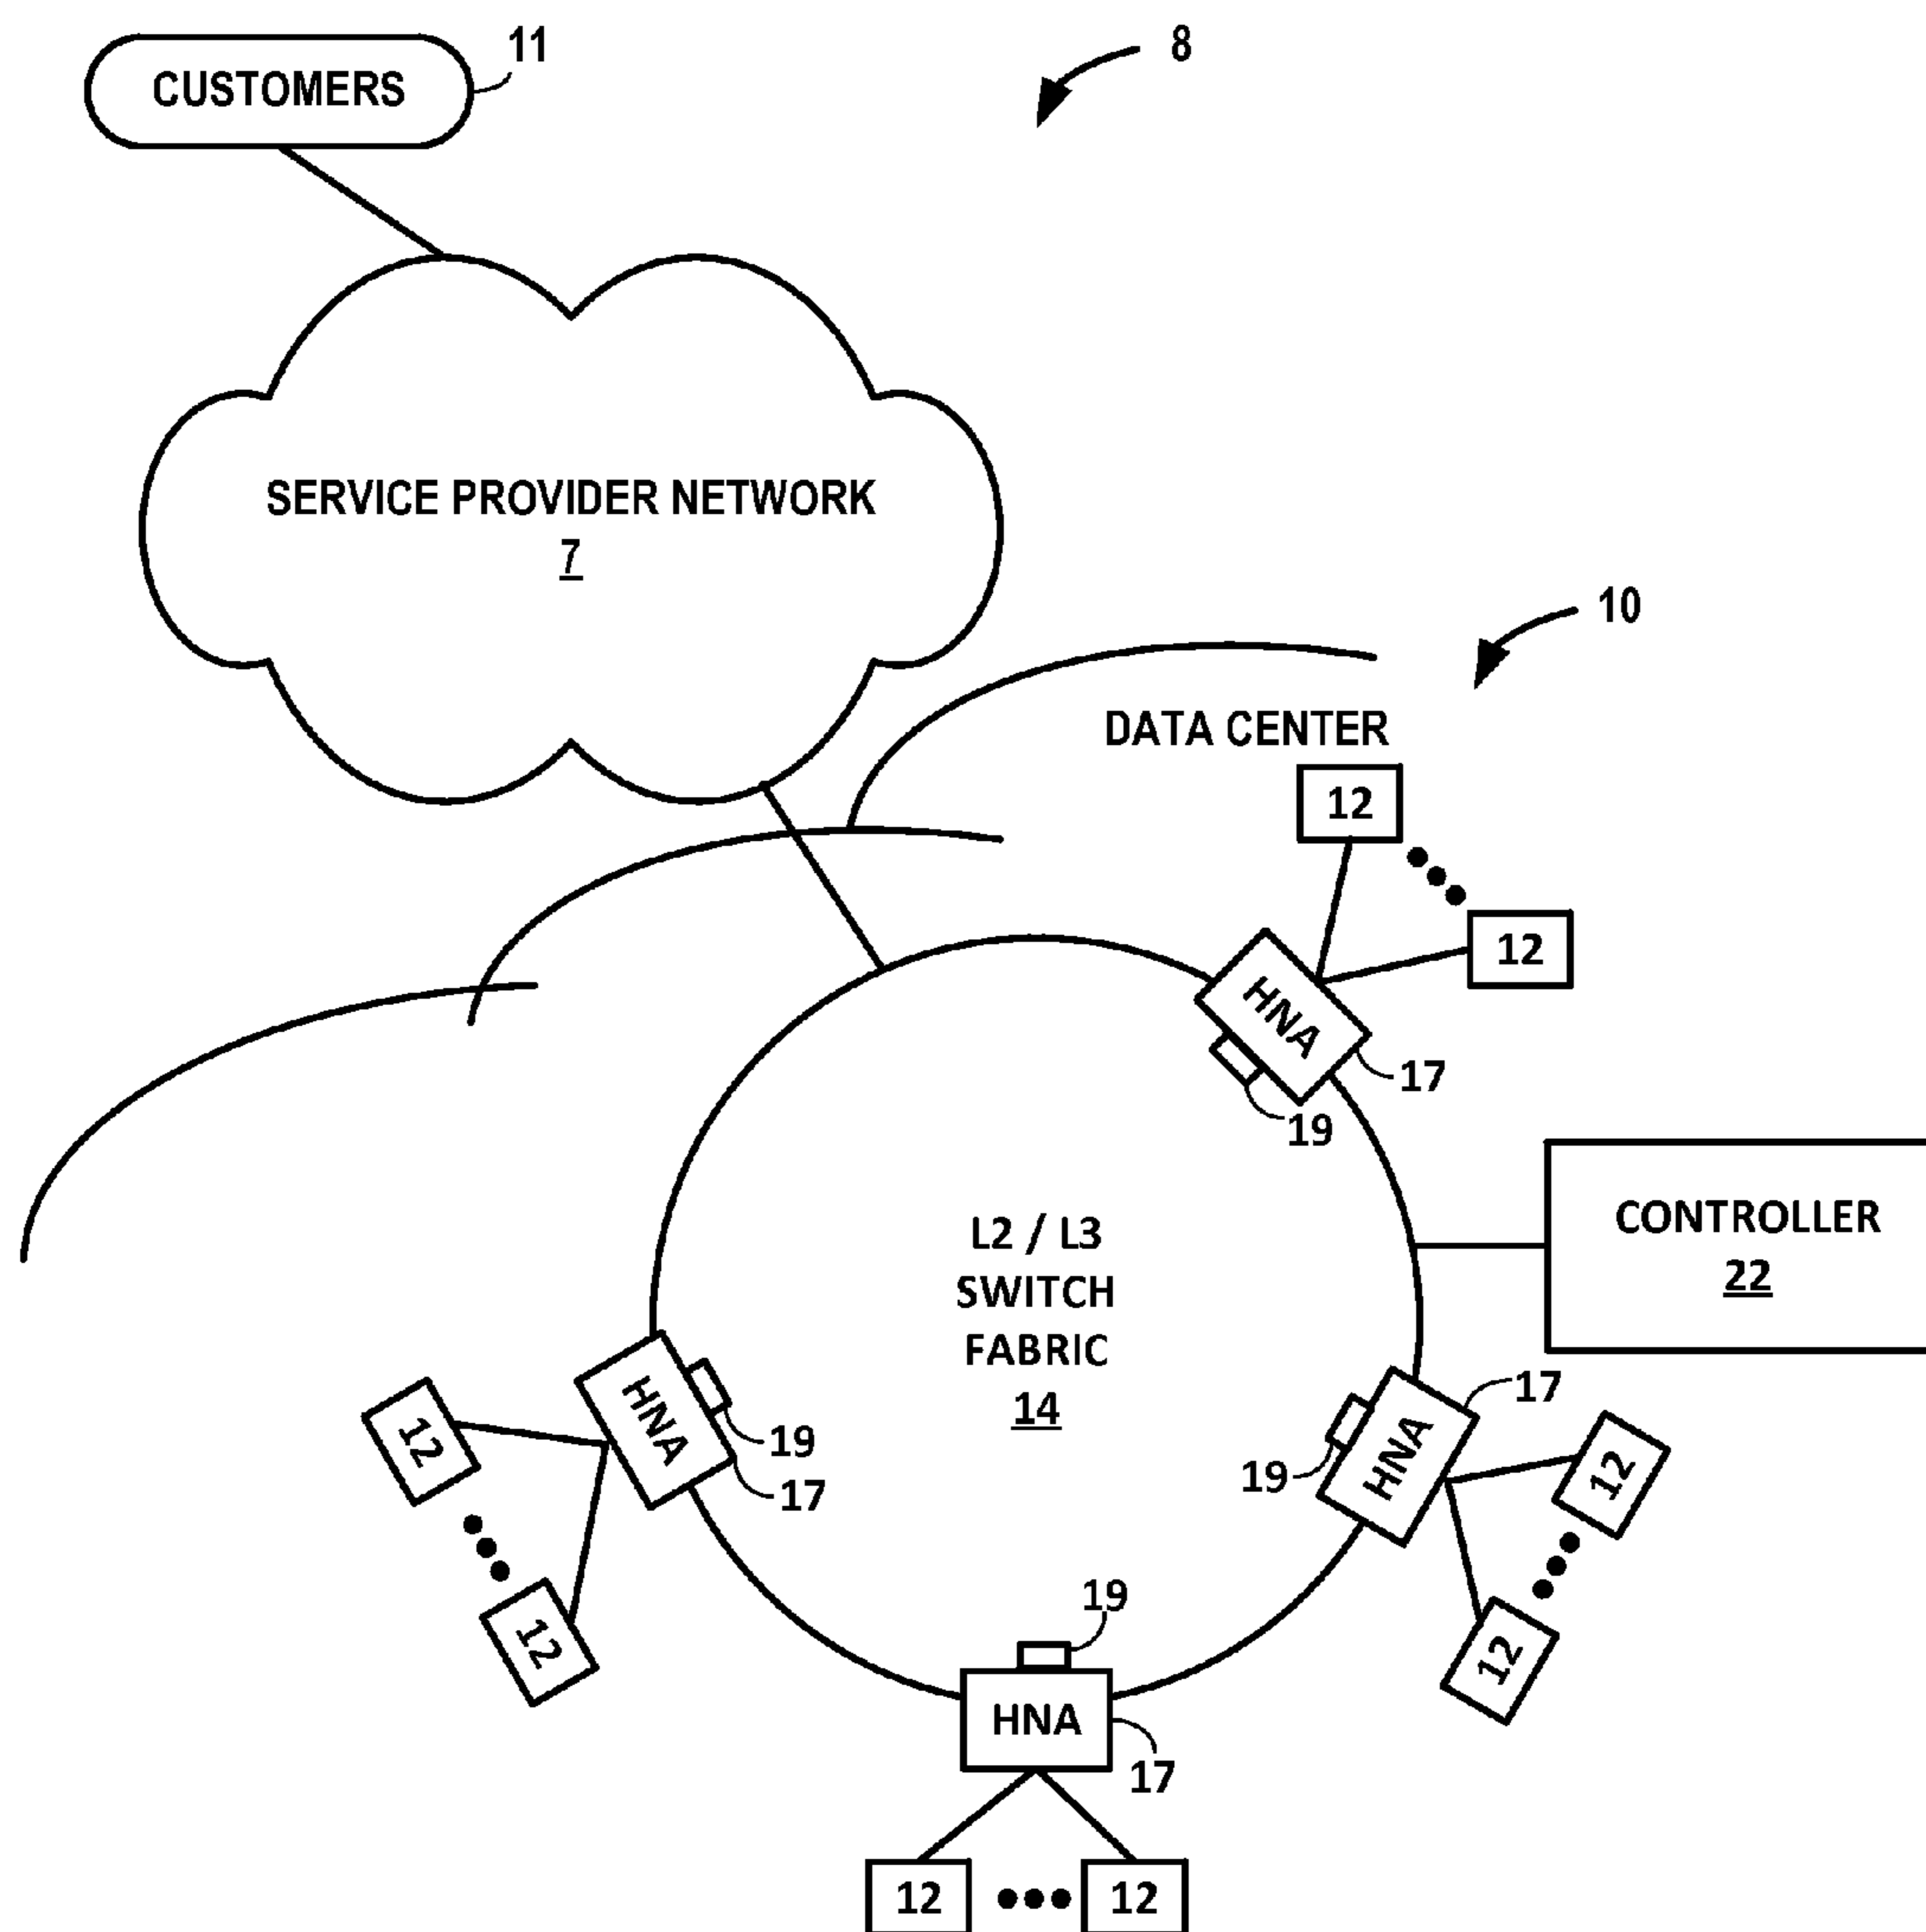 CUSTOMERS
11
8
SERVICE PROVIDER NETWORK
7
10
DATA CENTER
12
12
HNA
17
19
CONTROLLER
22
L2 / L3
SWITCH
FABRIC
14
HNA
19
17
12
12
HNA
17
19
12
12
19
HNA
17
12
12